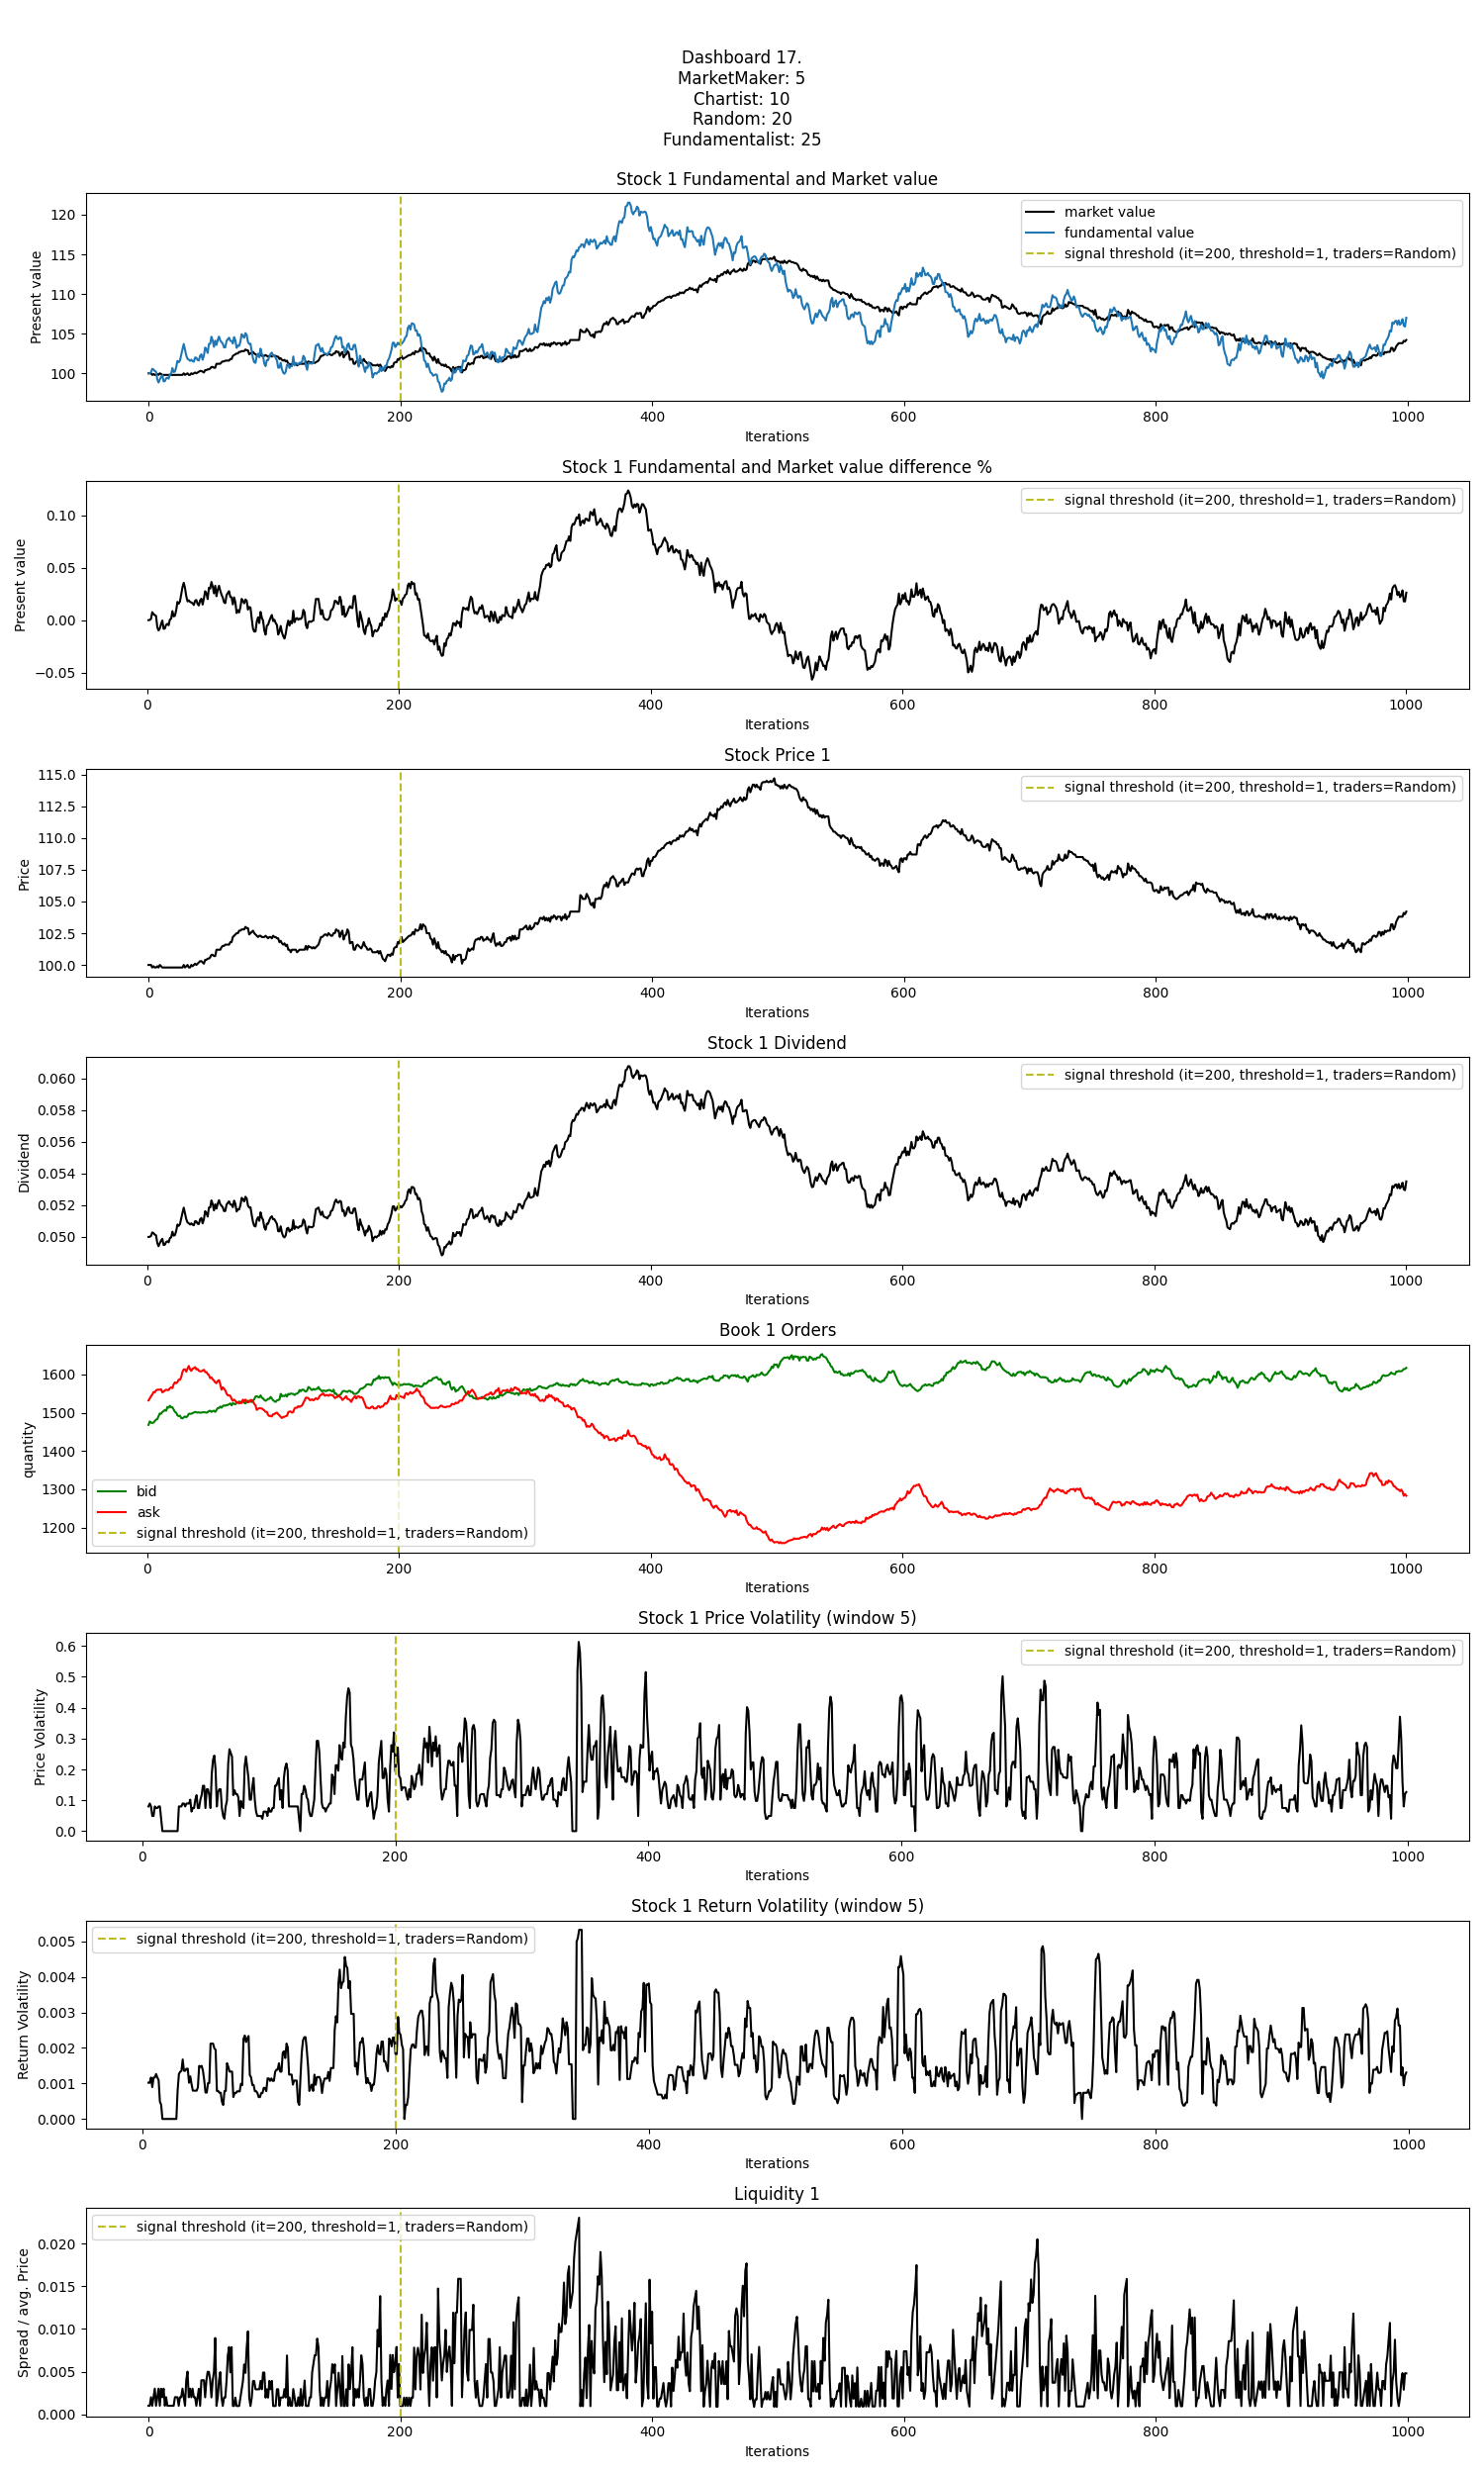 Dashboard 17.
MarketMaker: 5
Chartist: 10
Random: 20
Fundamentalist: 25
Stock 1 Fundamental and Market value
market value
fundamental value
signal threshold (it=200, threshold=1, traders=Random)
Present value
120
115
110
105
100
0 200 400 600 800 1000
Iterations
Stock 1 Fundamental and Market value difference %
signal threshold (it=200, threshold=1, traders=Random)
Present value
0.10
0.05
0.00
−0.05
0 200 400 600 800 1000
Iterations
Stock Price 1
signal threshold (it=200, threshold=1, traders=Random)
Price
115.0
112.5
110.0
107.5
105.0
102.5
100.0
0 200 400 600 800 1000
Iterations
Stock 1 Dividend
signal threshold (it=200, threshold=1, traders=Random)
Dividend
0.060
0.058
0.056
0.054
0.052
0.050
0 200 400 600 800 1000
Iterations
Book 1 Orders
quantity
1600
1500
1400
1300
1200
bid
ask
signal threshold (it=200, threshold=1, traders=Random)
0 200 400 600 800 1000
Iterations
Stock 1 Price Volatility (window 5)
signal threshold (it=200, threshold=1, traders=Random)
Price Volatility
0.6
0.5
0.4
0.3
0.2
0.1
0.0
0 200 400 600 800 1000
Iterations
Stock 1 Return Volatility (window 5)
signal threshold (it=200, threshold=1, traders=Random)
Return Volatility
0.005
0.004
0.003
0.002
0.001
0.000
0 200 400 600 800 1000
Iterations
Liquidity 1
signal threshold (it=200, threshold=1, traders=Random)
Spread / avg. Price
0.020
0.015
0.010
0.005
0.000
0 200 400 600 800 1000
Iterations